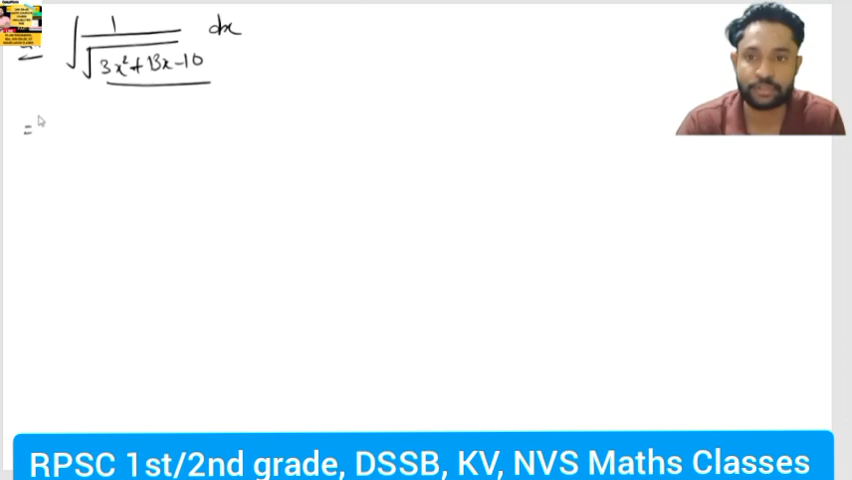 ∫ 1/√(3x²+13x-10) dx
=
RPSC 1st/2nd grade, DSSB, KV, NVS Maths Classes